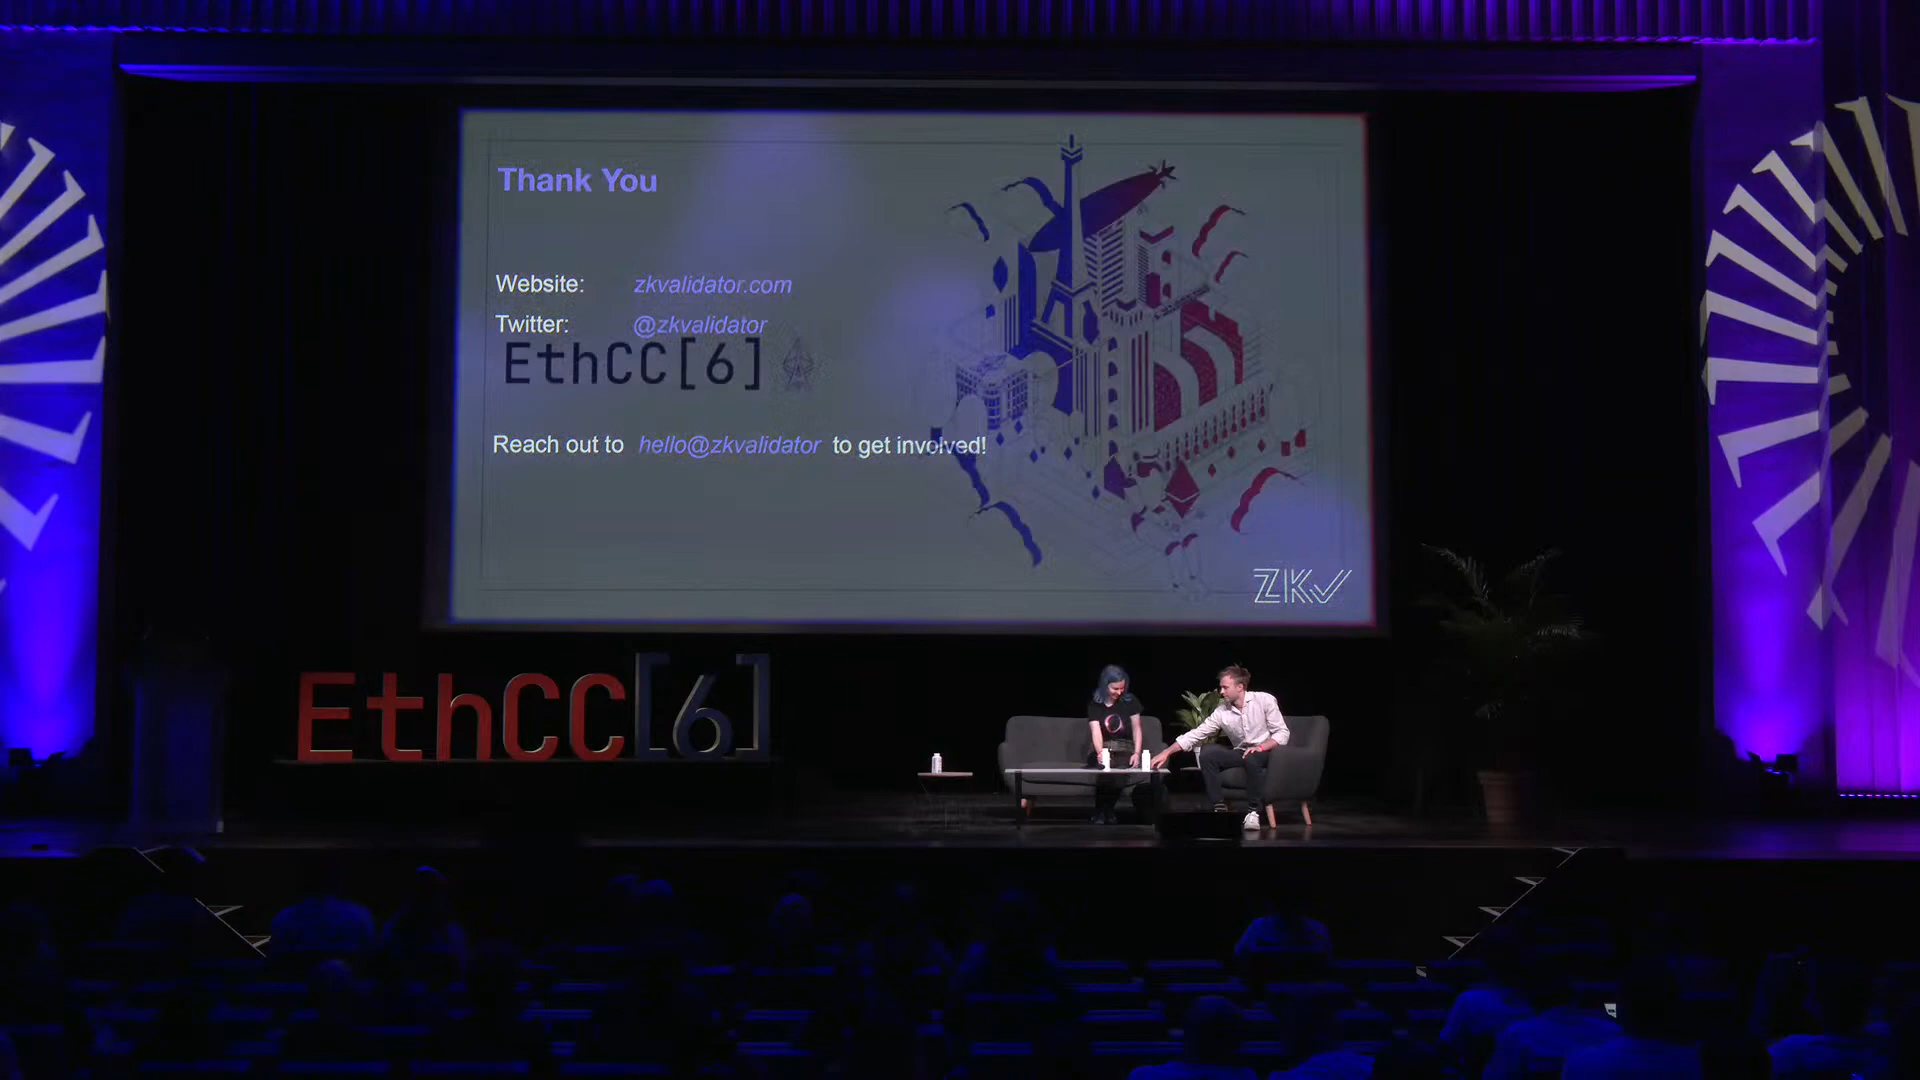 Thank You
Website: zkvalidator.com
Twitter: @zkvalidator
EthCC[6]
Reach out to hello@zkvalidator to get involved!
ZKV
EthCC[6]